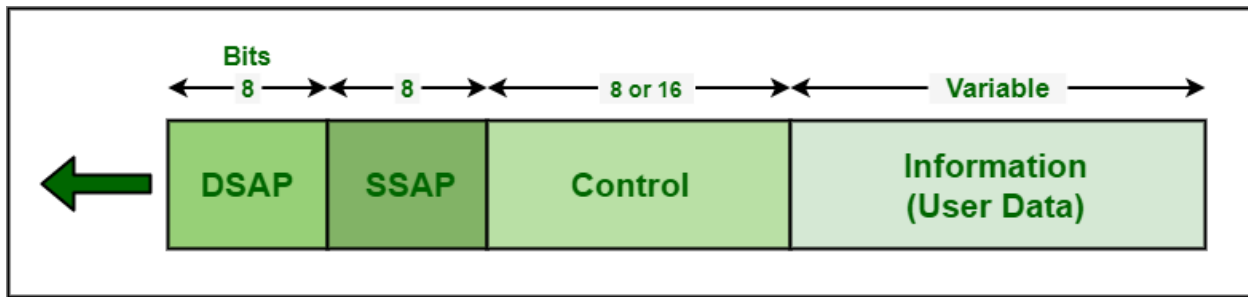 Bits
8
8
8 or 16
Variable
DSAP
SSAP
Control
Information
(User Data)